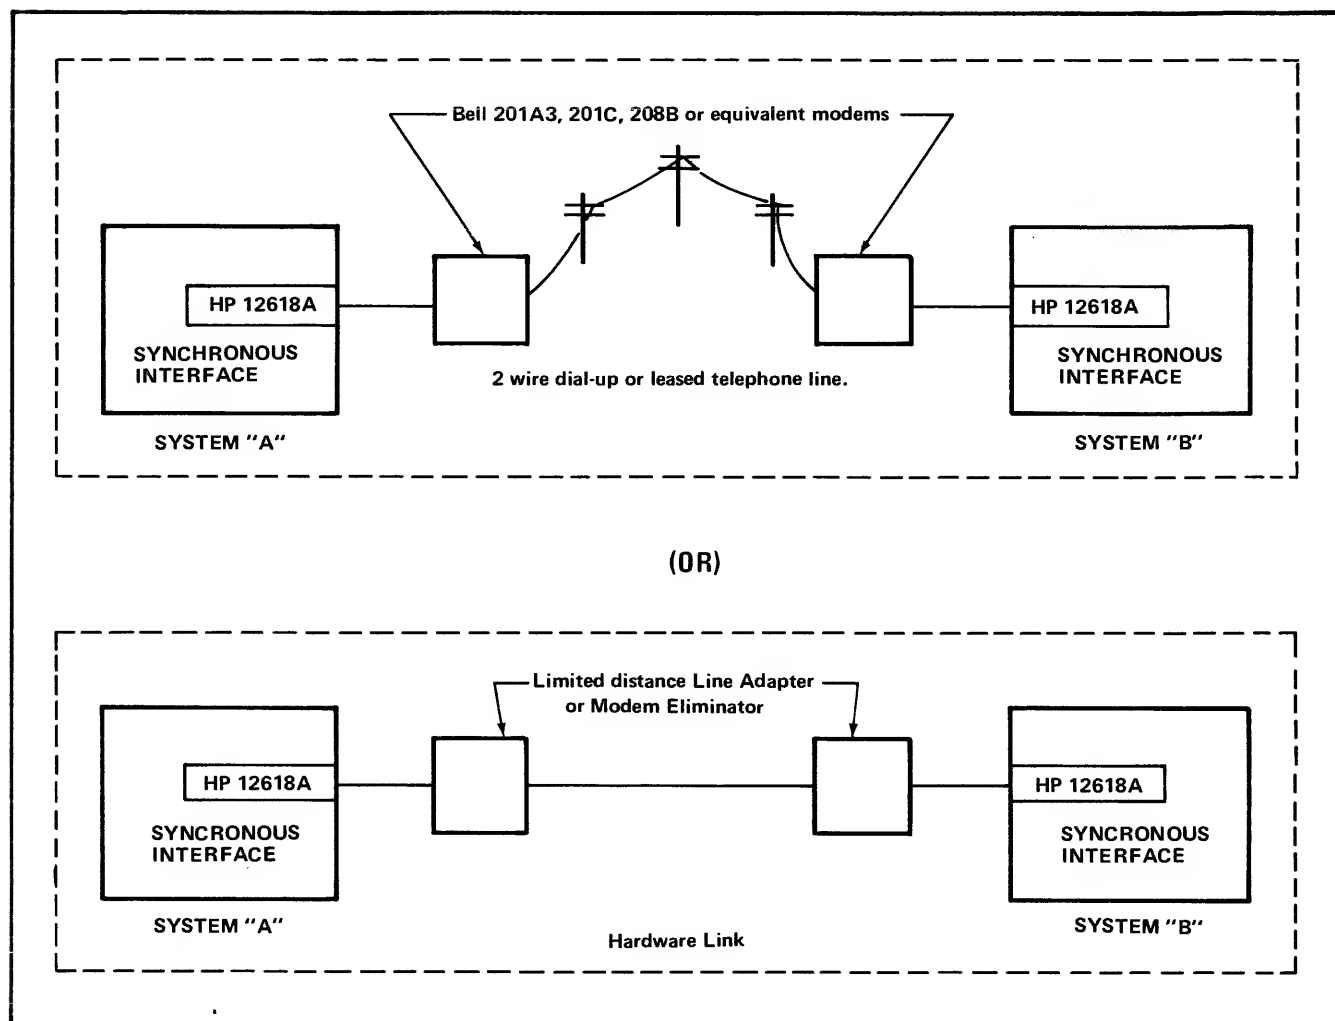 Bell 201A3, 201C, 208B or equivalent modems
HP 12618A
SYNCHRONOUS
INTERFACE
SYSTEM "A"
2 wire dial-up or leased telephone line.
HP 12618A
SYNCHRONOUS
INTERFACE
SYSTEM "B"
(OR)
Limited distance Line Adapter
or Modem Eliminator
HP 12618A
SYNCRONOUS
INTERFACE
SYSTEM "A"
Hardware Link
HP 12618A
SYNCRONOUS
INTERFACE
SYSTEM "B"